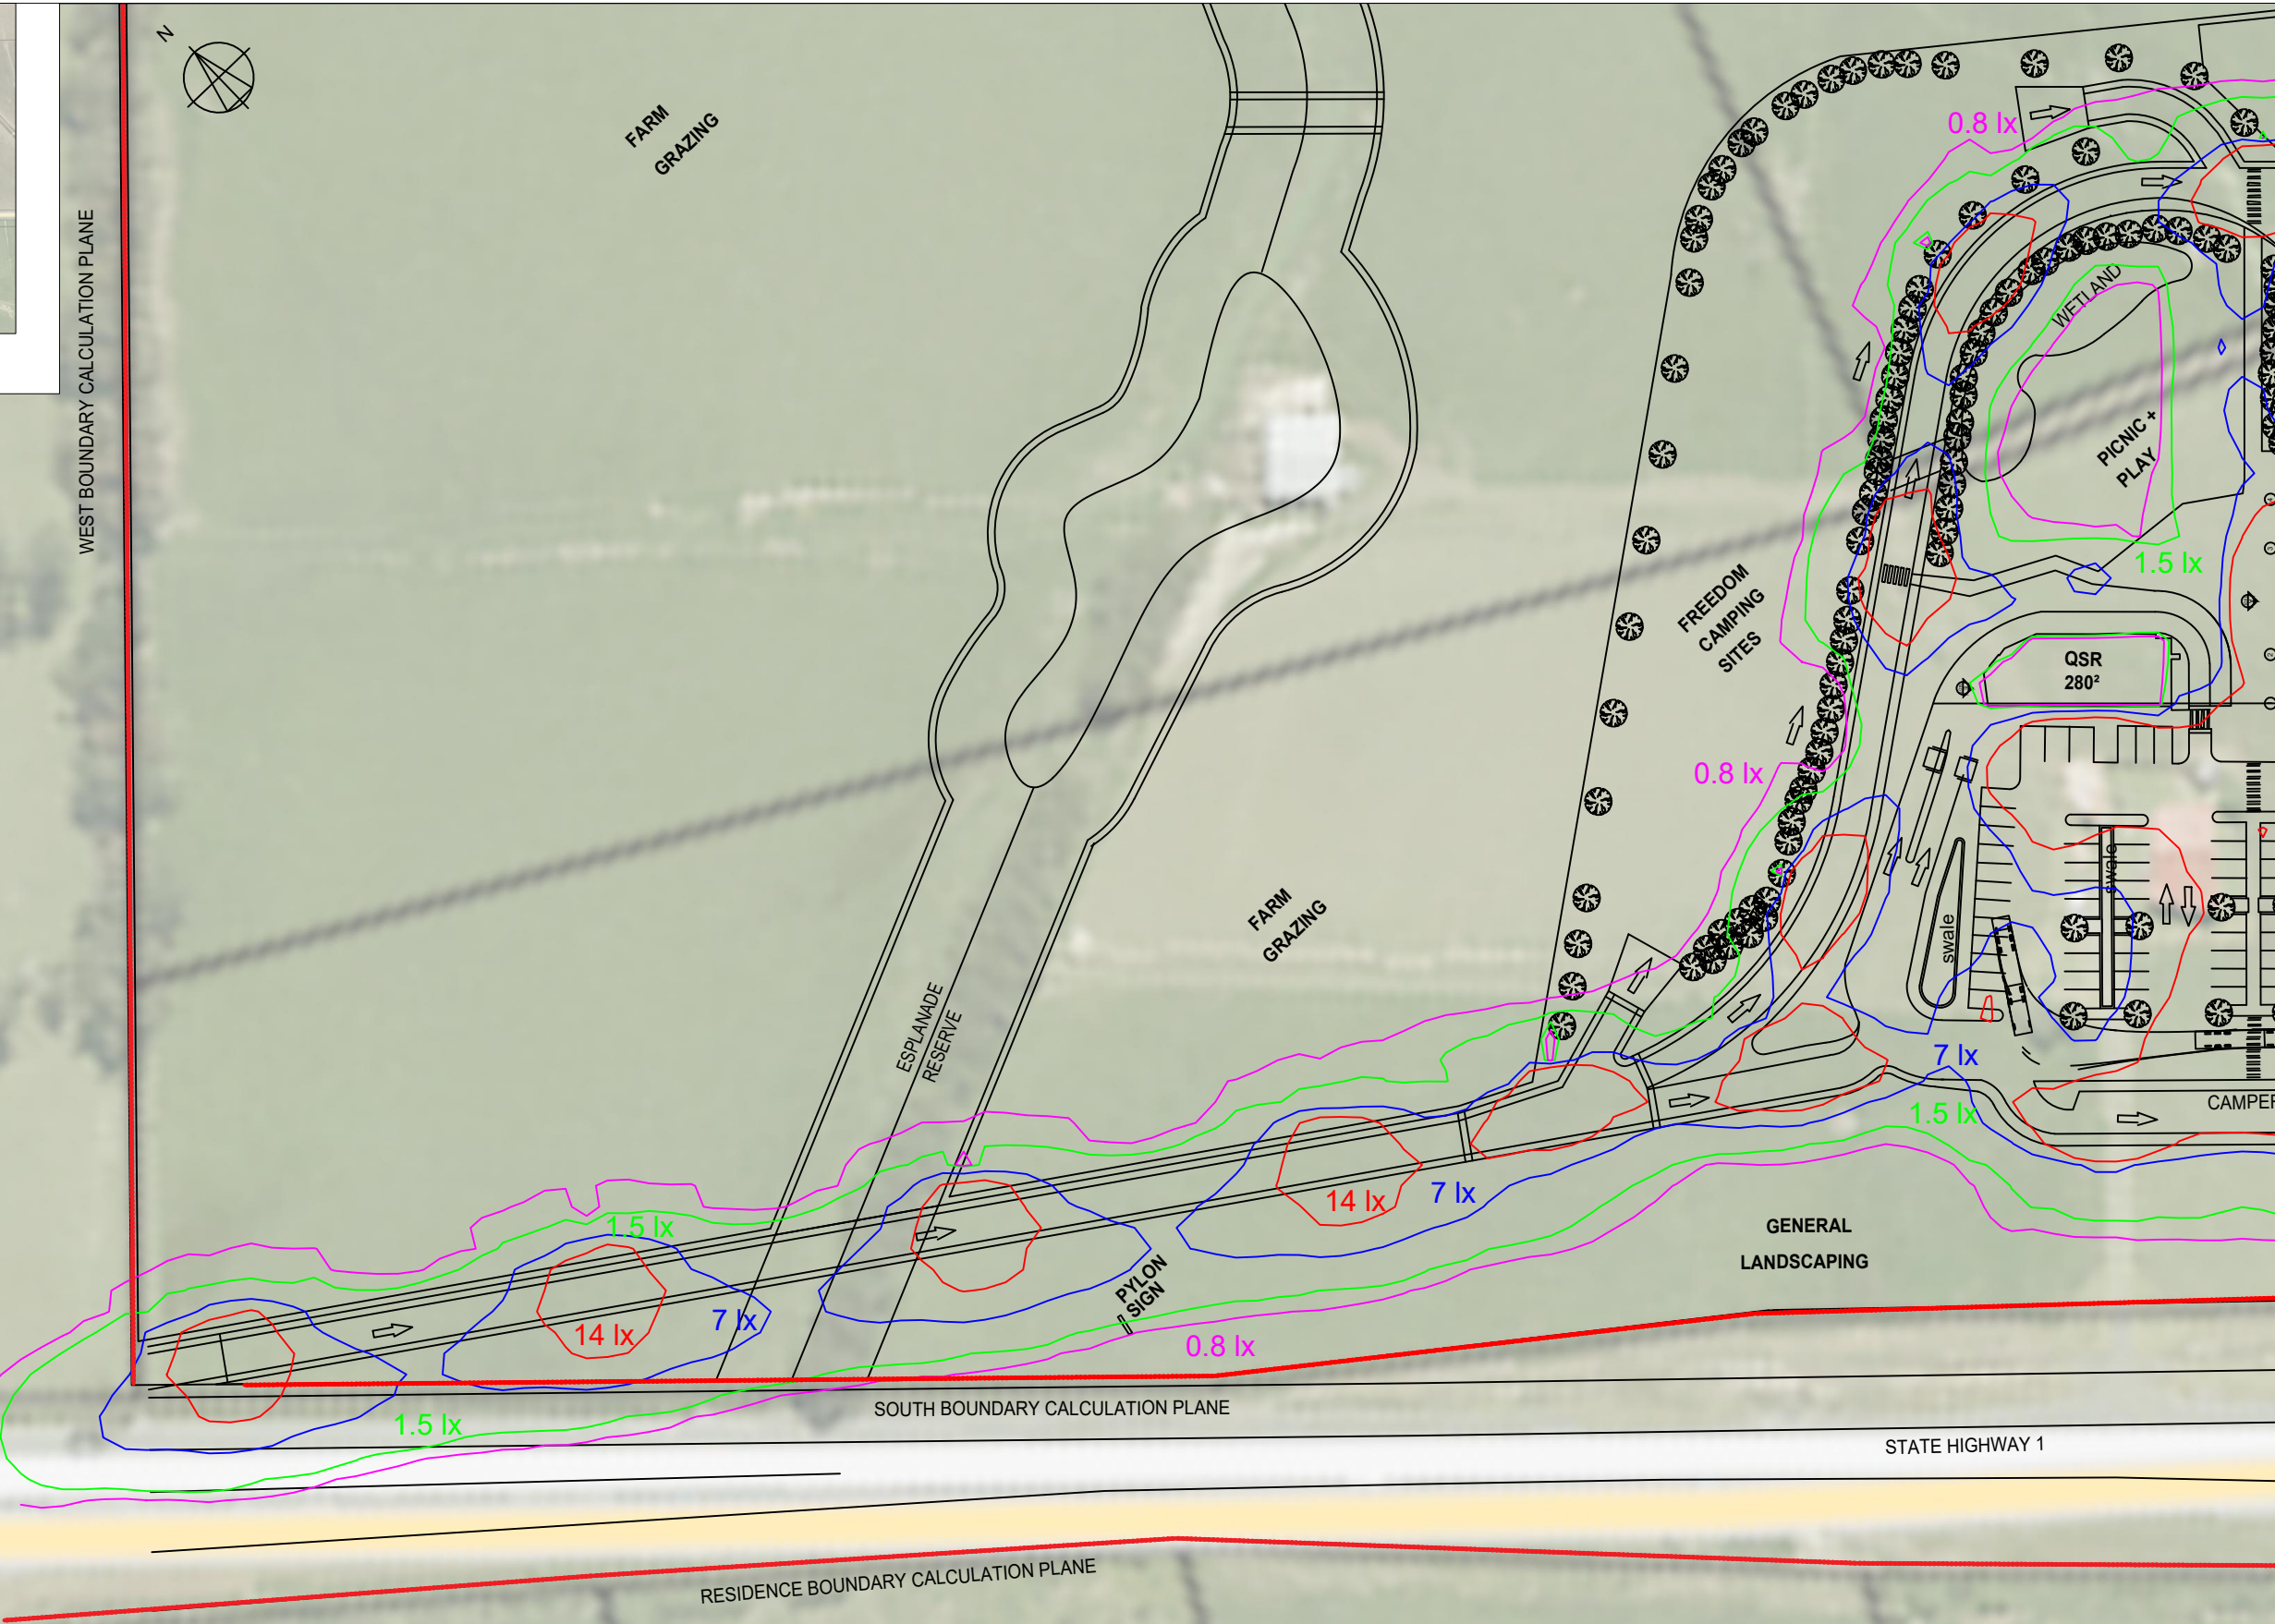 N
FARM
GRAZING
WEST BOUNDARY CALCULATION PLANE
0.8 lx
WETLAND
PICNIC +
PLAY
1.5 lx
FREEDOM
CAMPING
SITES
QSR
280²
0.8 lx
swale
swale
FARM
GRAZING
ESPLANADE
RESERVE
7 lx
1.5 lx
CAMPER
14 lx
7 lx
1.5 lx
GENERAL
LANDSCAPING
PYLON
SIGN
7 lx
14 lx
0.8 lx
1.5 lx
SOUTH BOUNDARY CALCULATION PLANE
STATE HIGHWAY 1
RESIDENCE BOUNDARY CALCULATION PLANE